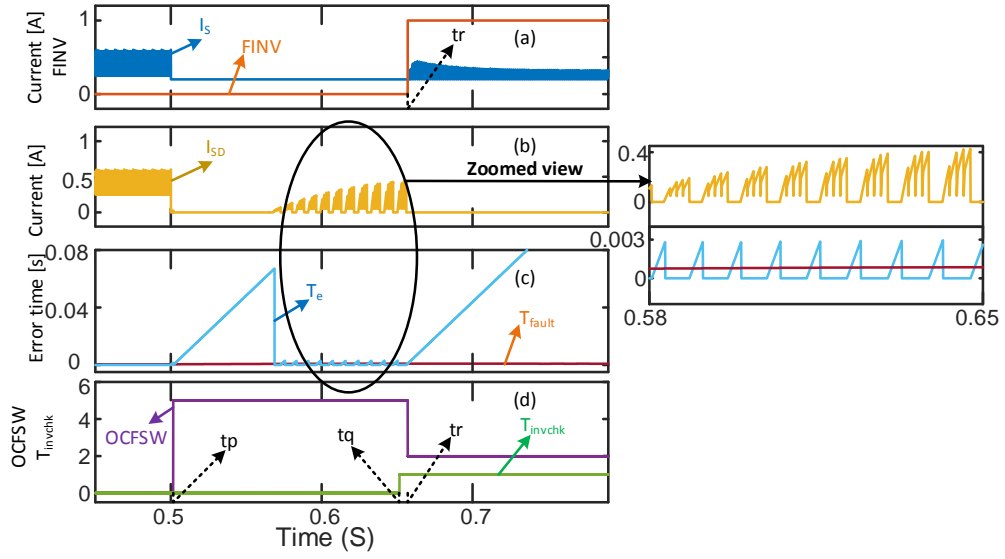 Current [A]
FINV
1
0
I_S
FINV
tr
(a)
Current [A]
1
0.5
0
I_SD
(b)
Zoomed view
0.4
0
0.003
0
0.58
0.65
Error time [s]
0.08
0.04
0
T_e
(c)
T_fault
OCFSW
T_invchk
6
4
2
0
OCFSW
tp
tq
tr
(d)
T_invchk
0.5
0.6
0.7
Time (S)